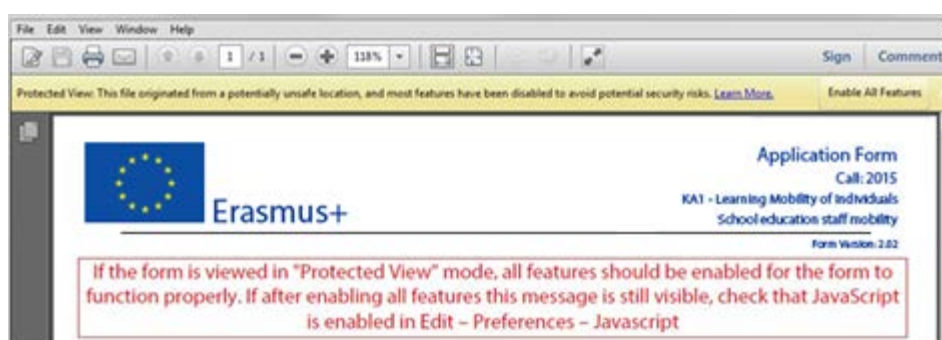 File Edit View Window Help
1 / 1 118% Sign Comment
Protected View: This file originated from a potentially unsafe location, and most features have been disabled to avoid potential security risks. Learn More. Enable All Features
Application Form
Call: 2015
Erasmus+
KA1 - Learning Mobility of Individuals
School education staff mobility
Form Version: 2.02
If the form is viewed in "Protected View" mode, all features should be enabled for the form to
function properly. If after enabling all features this message is still visible, check that JavaScript
is enabled in Edit – Preferences – Javascript